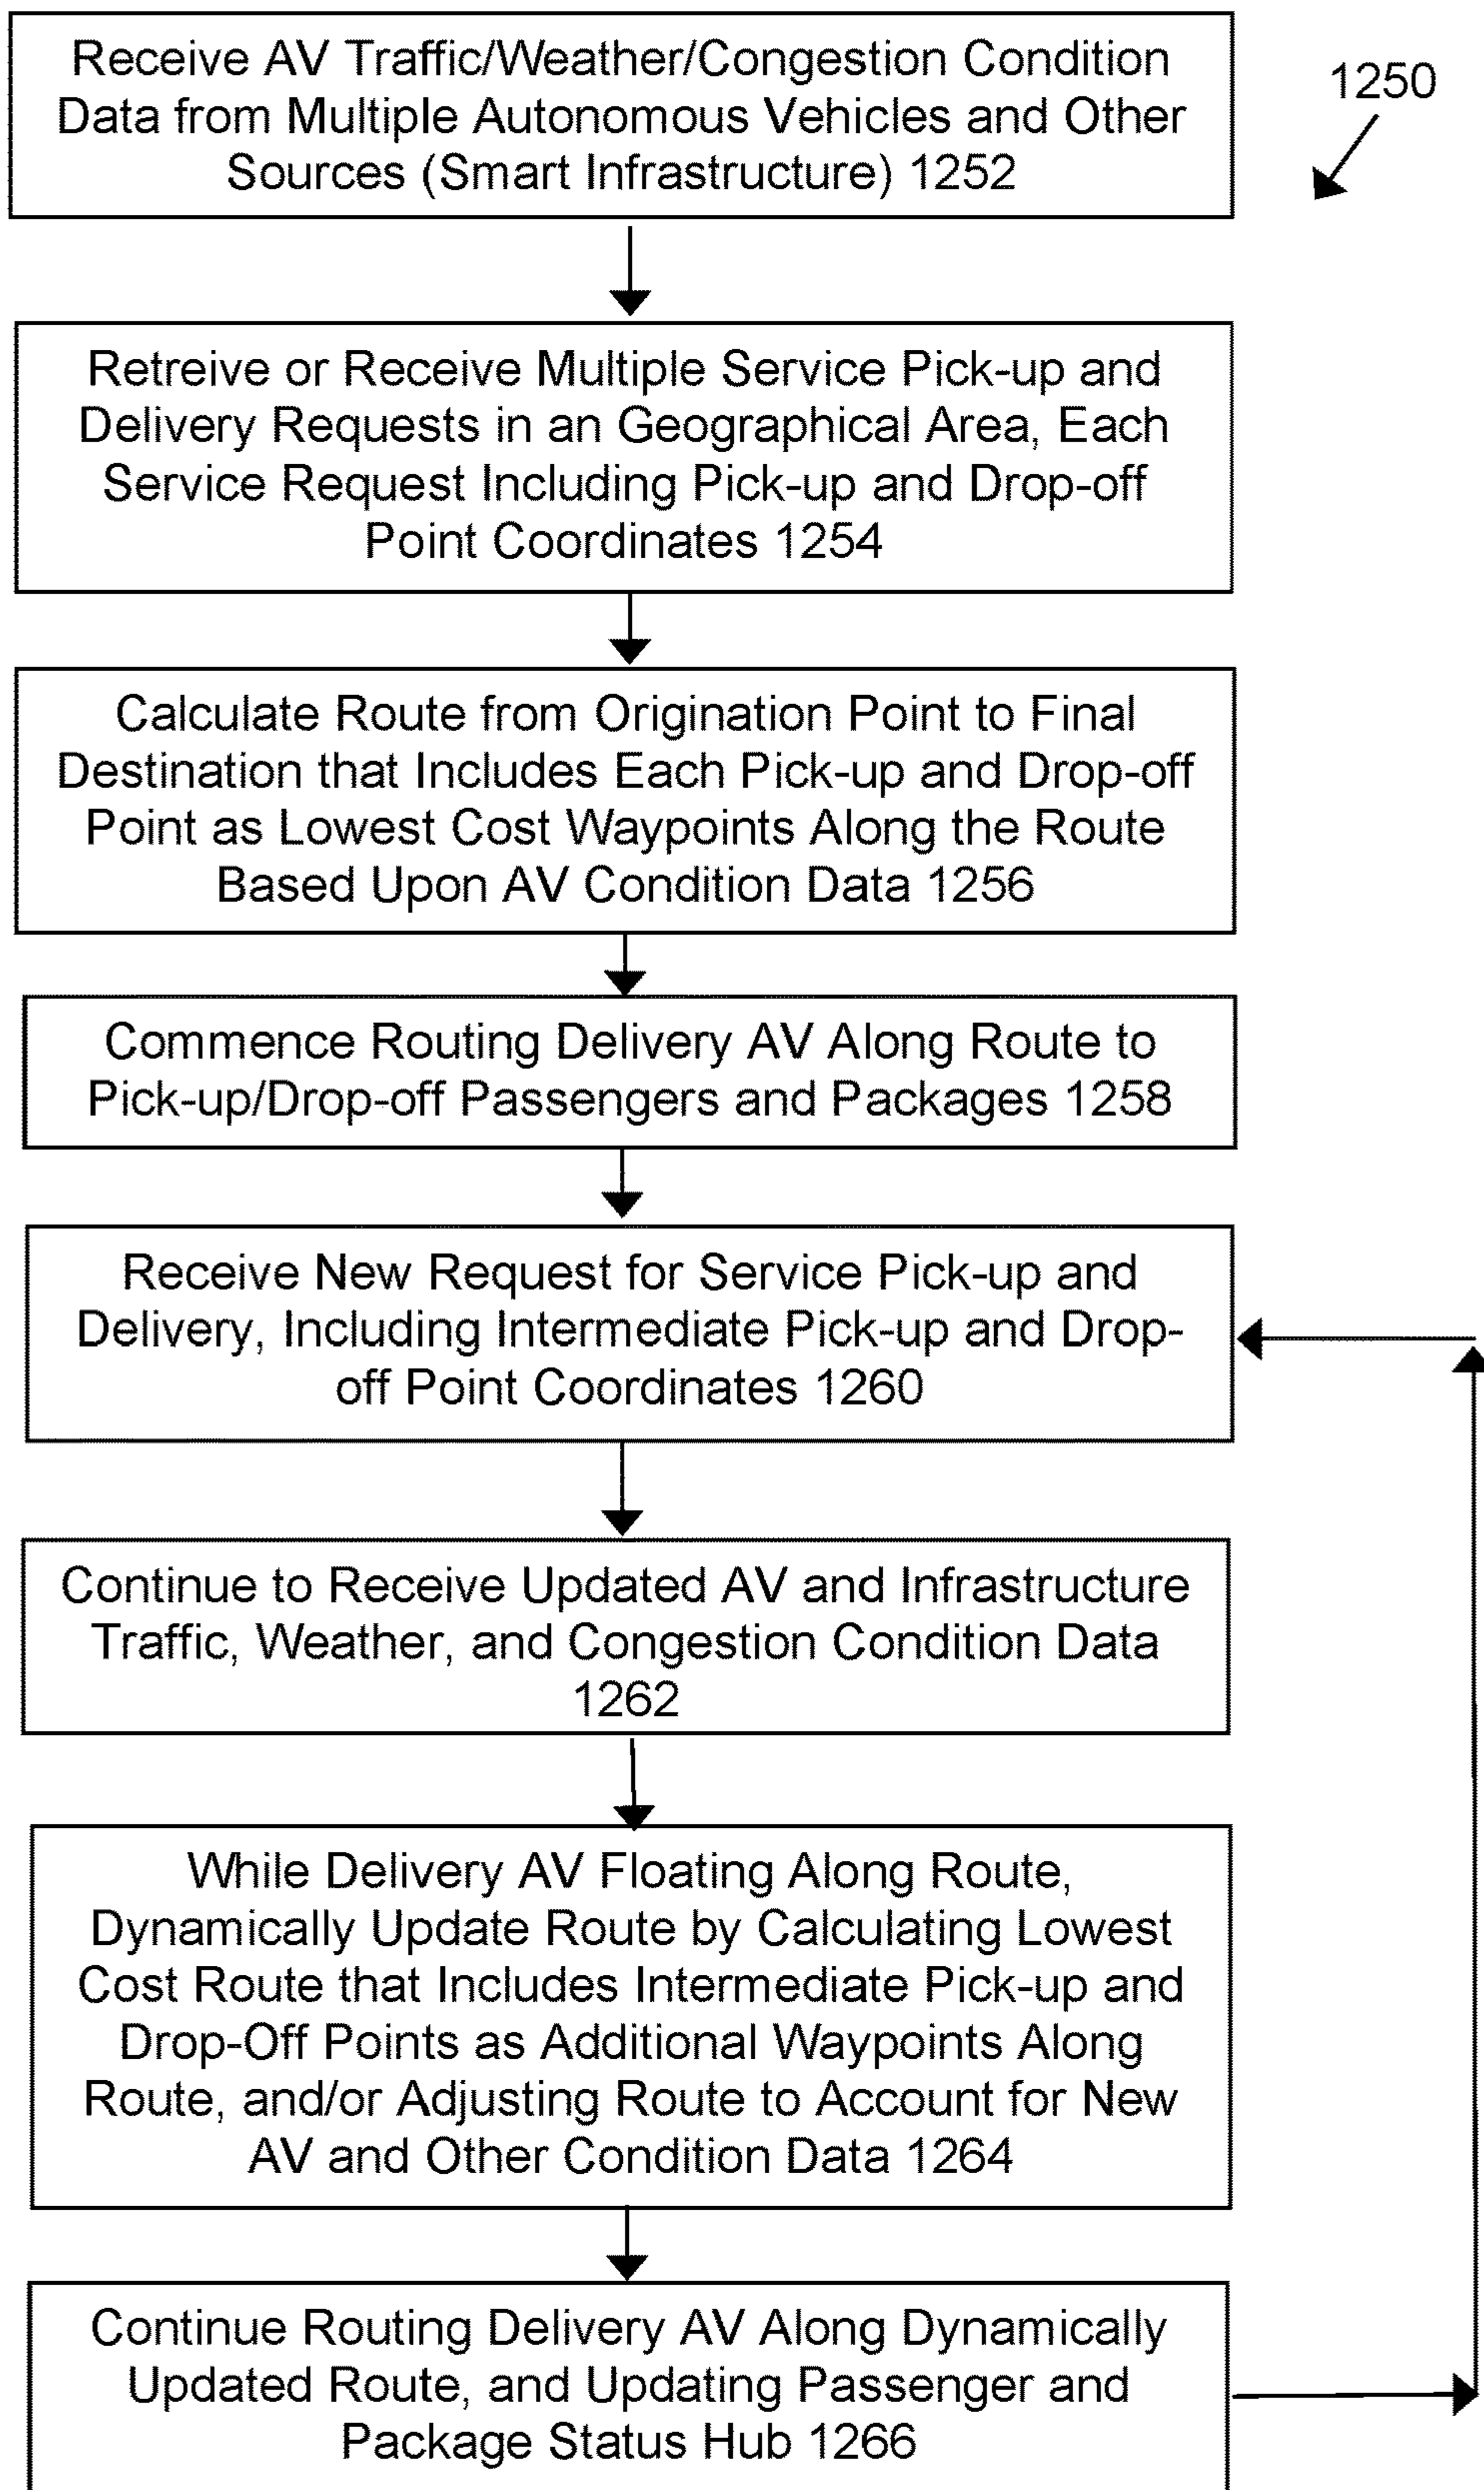 Receive AV Traffic/Weather/Congestion Condition
Data from Multiple Autonomous Vehicles and Other
Sources (Smart Infrastructure) 1252
1250
Retreive or Receive Multiple Service Pick-up and
Delivery Requests in an Geographical Area, Each
Service Request Including Pick-up and Drop-off
Point Coordinates 1254
Calculate Route from Origination Point to Final
Destination that Includes Each Pick-up and Drop-off
Point as Lowest Cost Waypoints Along the Route
Based Upon AV Condition Data 1256
Commence Routing Delivery AV Along Route to
Pick-up/Drop-off Passengers and Packages 1258
Receive New Request for Service Pick-up and
Delivery, Including Intermediate Pick-up and Drop-
off Point Coordinates 1260
Continue to Receive Updated AV and Infrastructure
Traffic, Weather, and Congestion Condition Data
1262
While Delivery AV Floating Along Route,
Dynamically Update Route by Calculating Lowest
Cost Route that Includes Intermediate Pick-up and
Drop-Off Points as Additional Waypoints Along
Route, and/or Adjusting Route to Account for New
AV and Other Condition Data 1264
Continue Routing Delivery AV Along Dynamically
Updated Route, and Updating Passenger and
Package Status Hub 1266